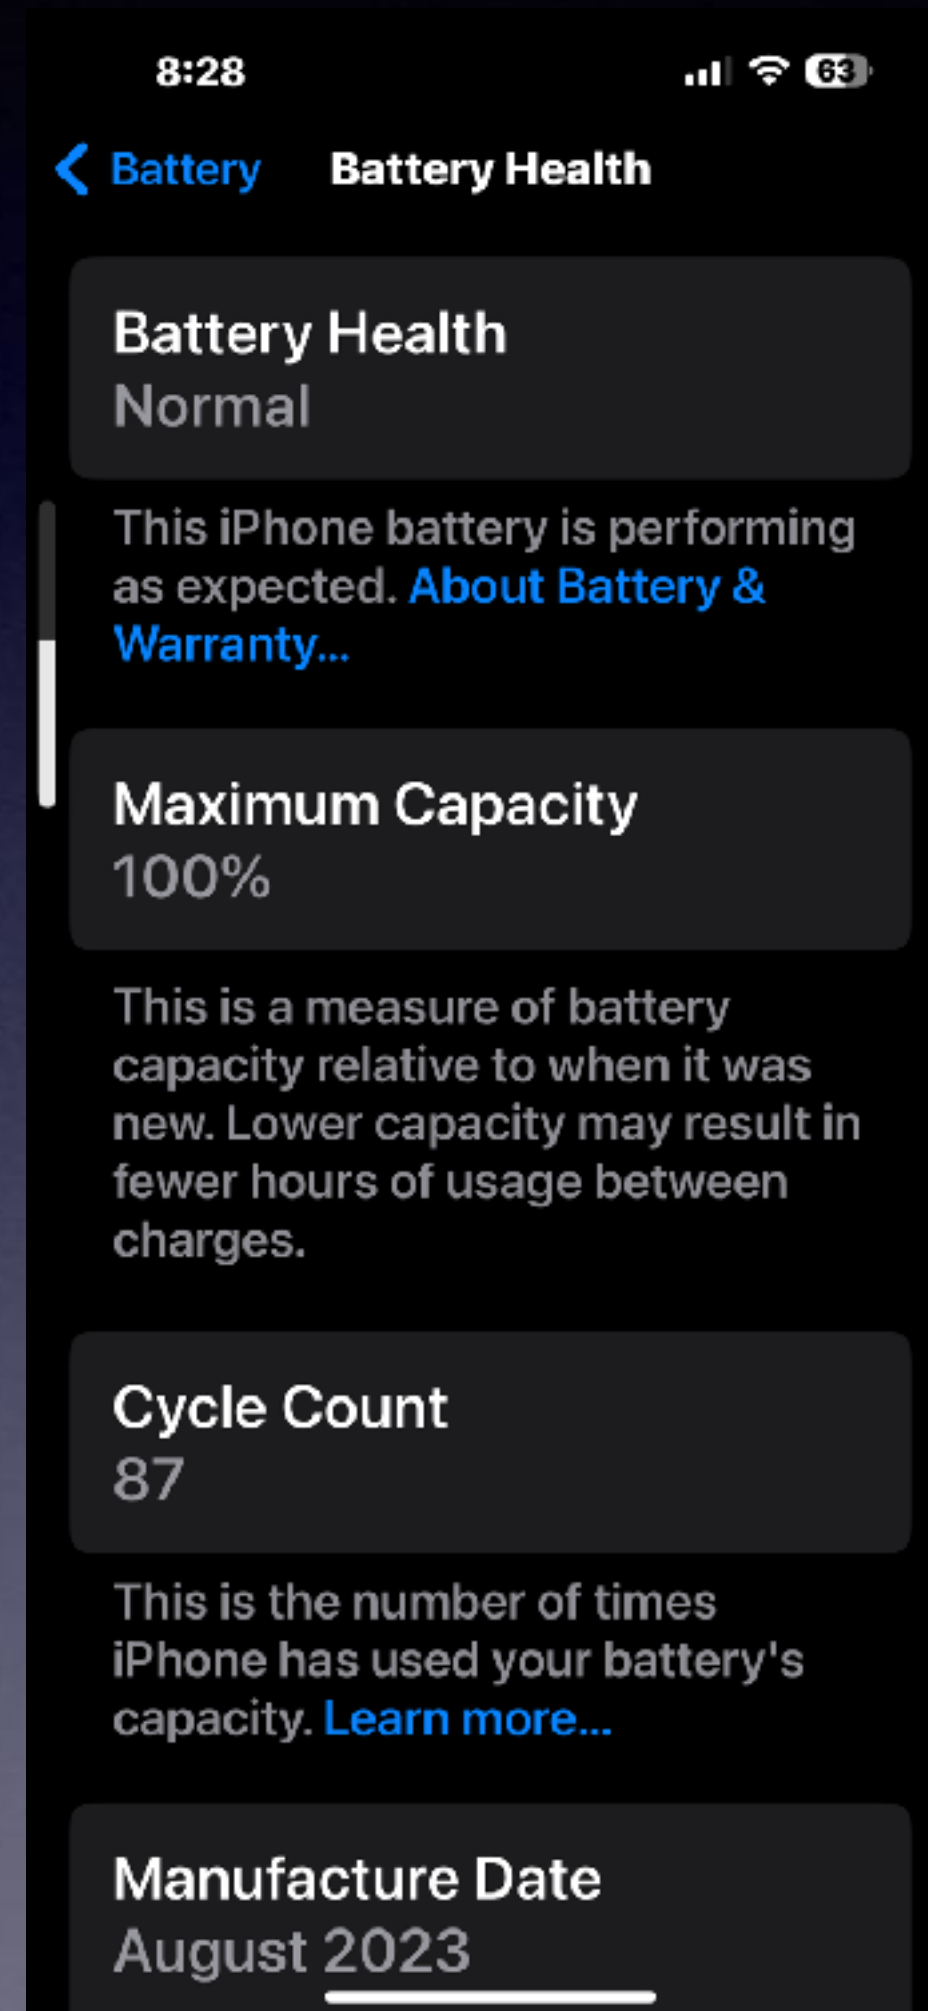 8:28
63
Battery
Battery Health
Battery Health
Normal
This iPhone battery is performing
as expected. About Battery &
Warranty...
Maximum Capacity
100%
This is a measure of battery
capacity relative to when it was
new. Lower capacity may result in
fewer hours of usage between
charges.
Cycle Count
87
This is the number of times
iPhone has used your battery's
capacity. Learn more...
Manufacture Date
August 2023